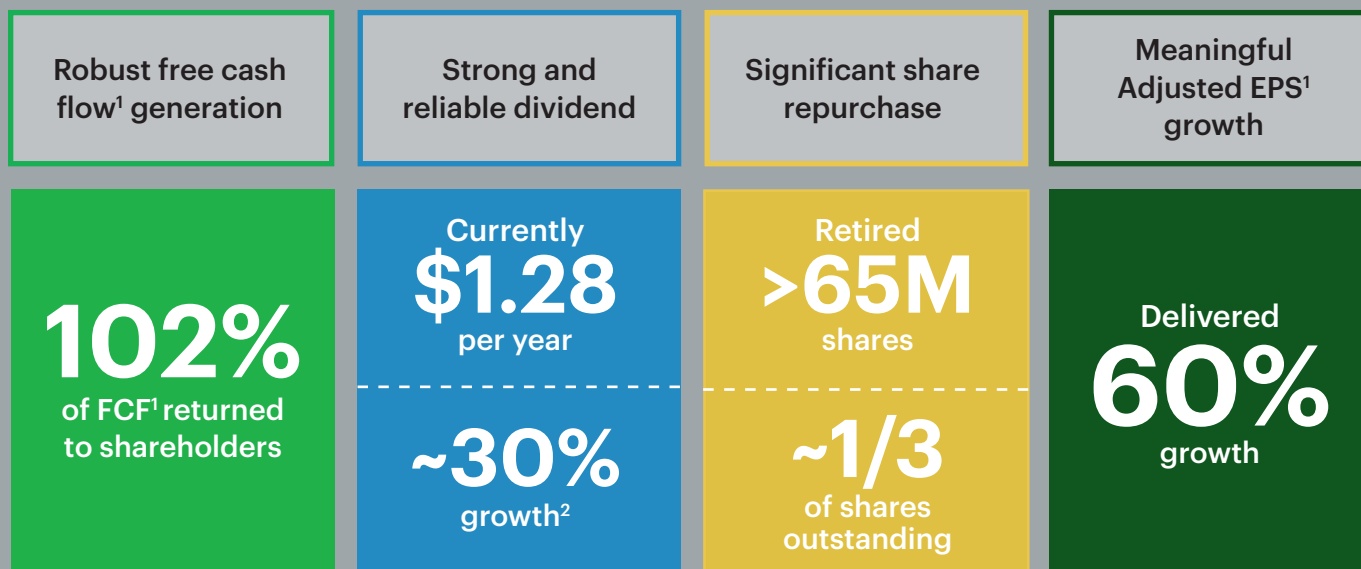 Robust free cash
flow¹ generation
Strong and
reliable dividend
Significant share
repurchase
Meaningful
Adjusted EPS¹
growth
102%
of FCF¹ returned
to shareholders
Currently
$1.28
per year
~30%
growth²
Retired
>65M
shares
~1/3
of shares
outstanding
Delivered
60%
growth